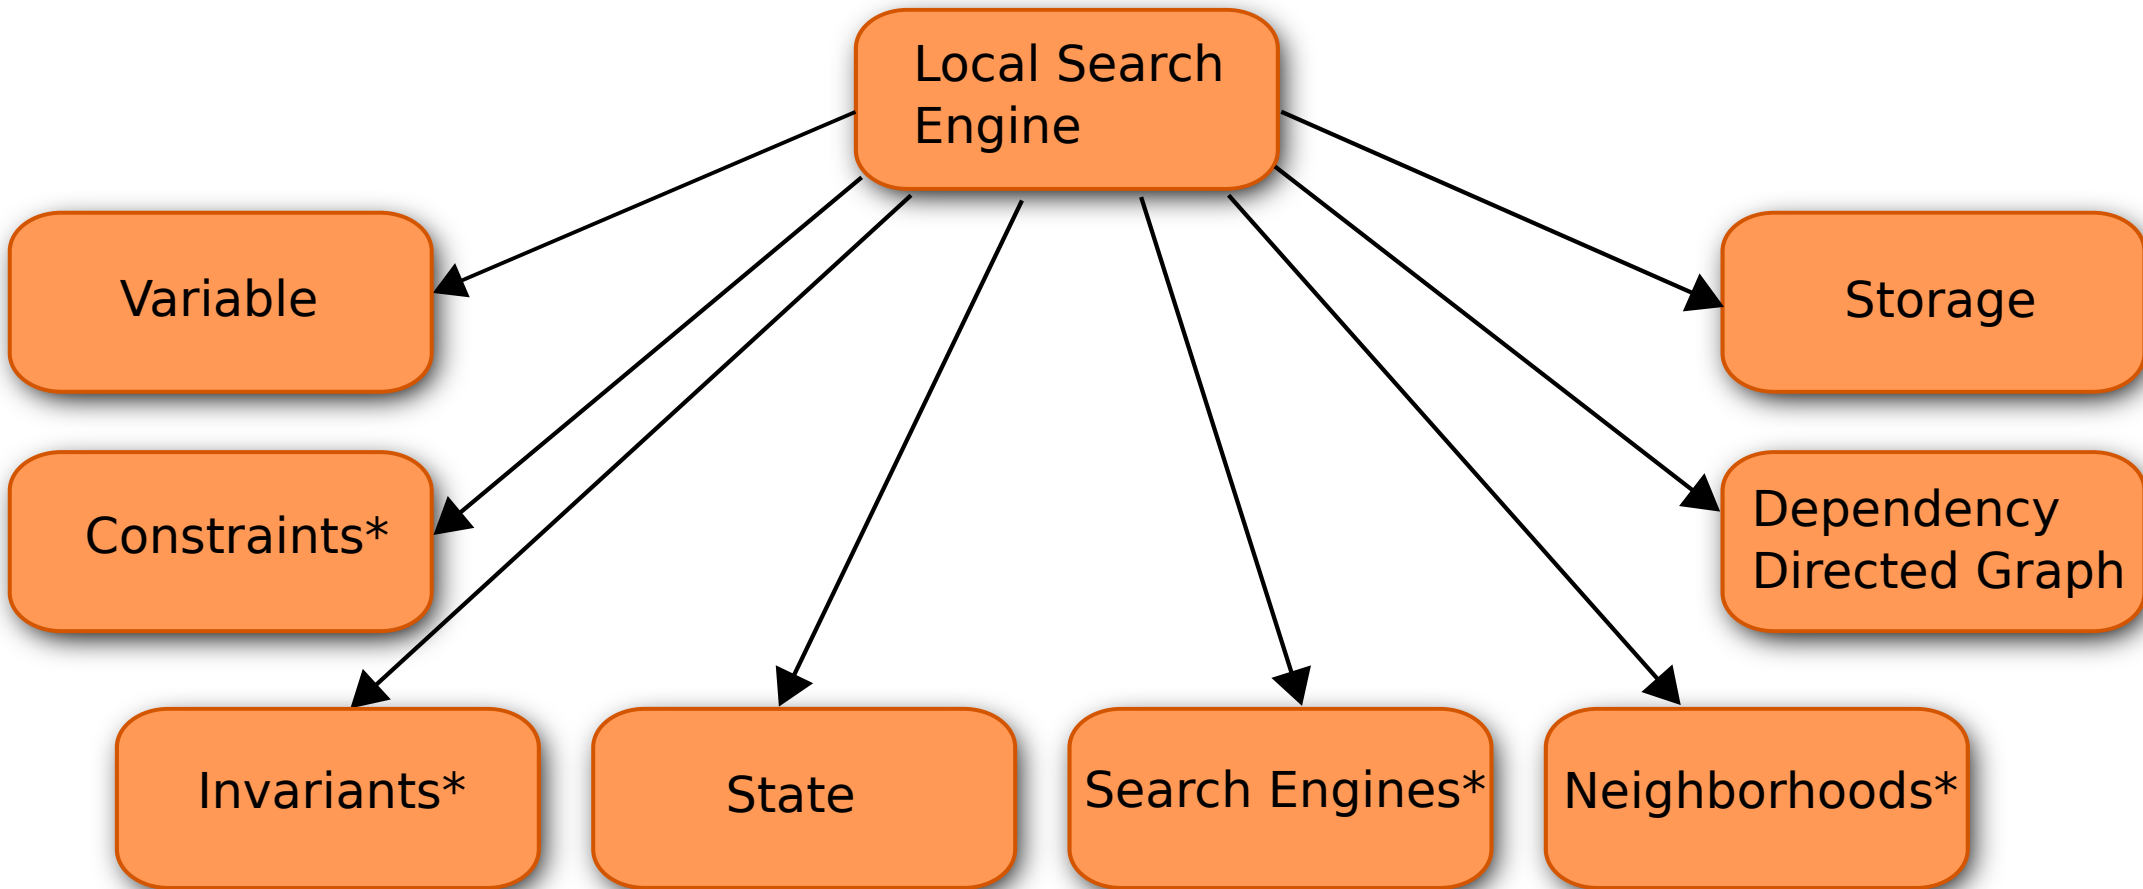 Local Search
Engine
Variable
Storage
Constraints*
Dependency
Directed Graph
Invariants*
State
Search Engines*
Neighborhoods*